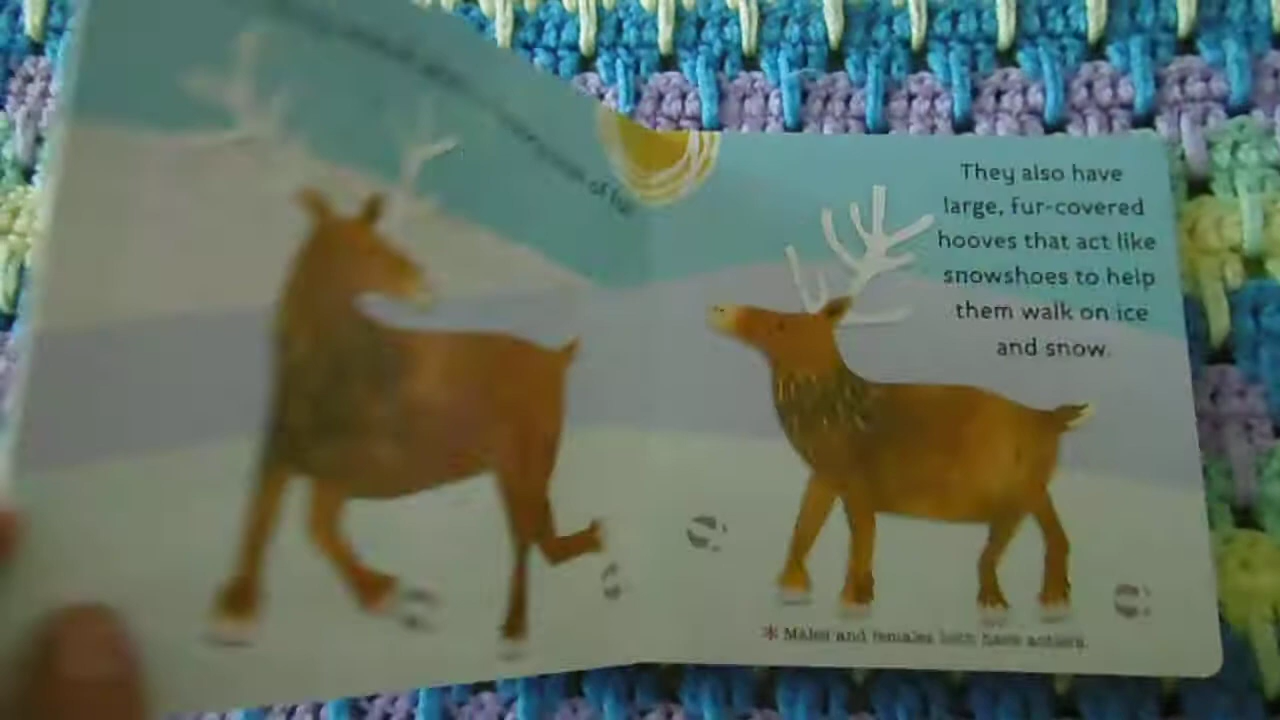 of
They also have
large, fur-covered
hooves that act like
snowshoes to help
them walk on ice
and snow.
* Males and females both have antlers.